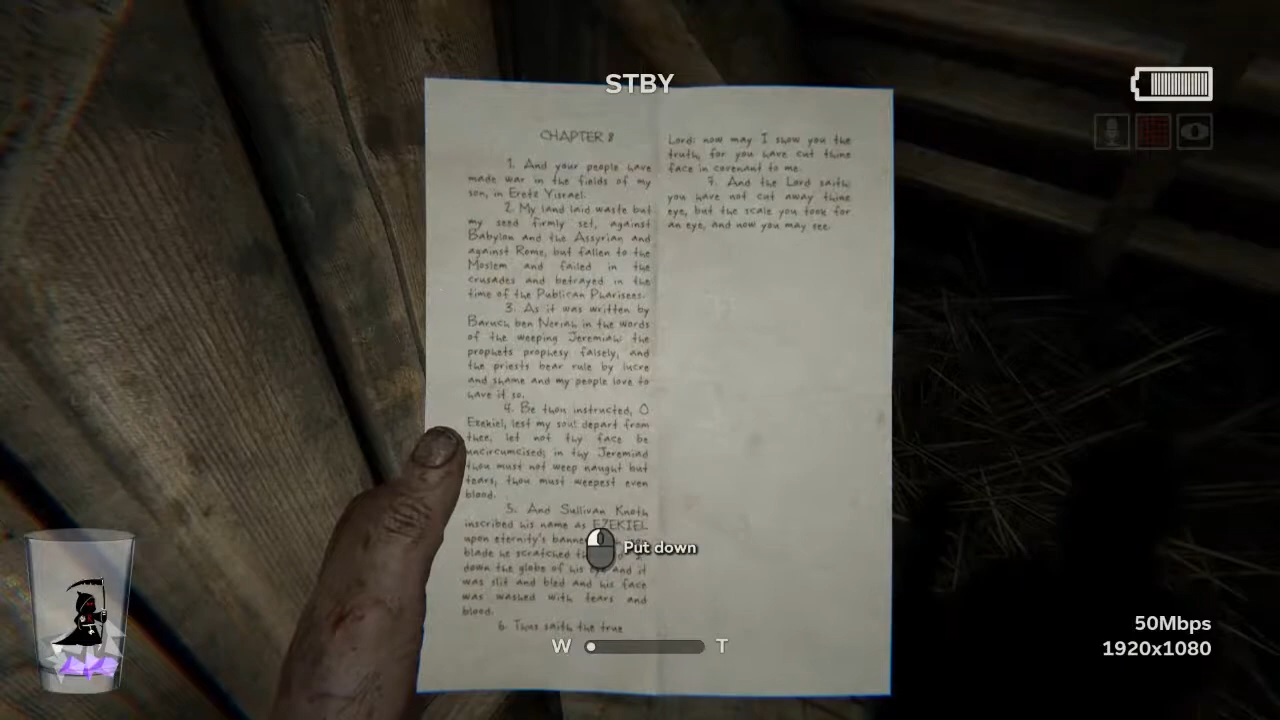 STBY
CHAPTER 8
1. And your people have
made war in the fields of my
son, in Eretz Yisrael.
2. My land laid waste but
my seed firmly set, against
Babylon and the Assyrian and
against Rome, but fallen to the
Moslem and failed in the
crusades and betrayed in the
time of the Publican Pharisees.
3. As it was written by
Baruch ben Neriah in the words
of the weeping Jeremiah: the
prophets prophesy falsely, and
the priests bear rule by lucre
and shame and my people love to
have it so.
4. Be thou instructed, O
Ezekiel, lest my soul depart from
thee, let not thy face be
uncircumcised; in thy Jeremiad
thou must not weep naught but
tears, thou must weepest even
blood.
5. And Sullivan Knoth
inscribed his name as EZEKIEL
upon eternity's banner
blade he scratched
down the globe of his eye and it
was slit and bled and his face
was washed with tears and
blood.
6. Thus saith the true
Lord: now may I show you the
truth, for you have cut thine
face in covenant to me.
7. And the Lord saith:
you have not cut away thine
eye, but the scale you took for
an eye, and now you may see.
Put down
W T
50Mbps
1920x1080